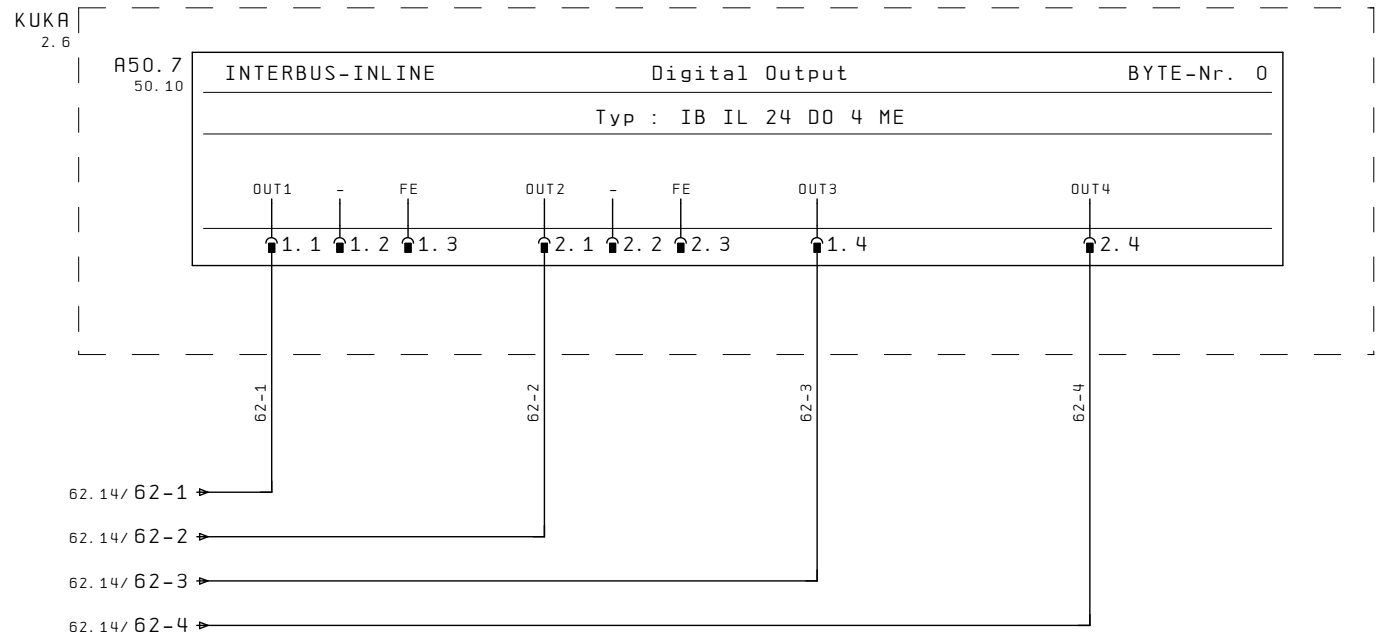 KUKA
2.6
A50.7
50.10
INTERBUS-INLINE Digital Output BYTE-Nr. 0
Typ : IB IL 24 DO 4 ME
OUT1 - FE OUT2 - FE OUT3 OUT4
1.1 1.2 1.3 2.1 2.2 2.3 1.4 2.4
62-1 62-2 62-3 62-4
62.14/62-1
62.14/62-2
62.14/62-3
62.14/62-4